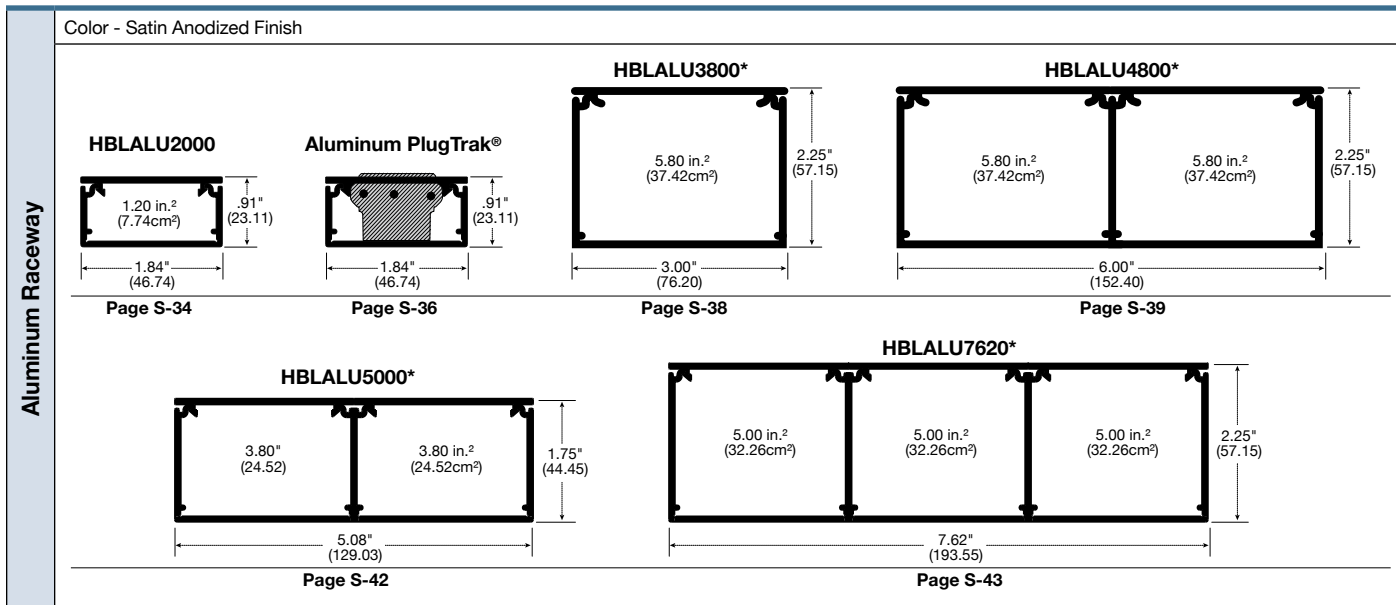 Color - Satin Anodized Finish
Aluminum Raceway
HBLALU2000
1.20 in.²
(7.74cm²)
.91"
(23.11)
1.84"
(46.74)
Page S-34
Aluminum PlugTrak®
.91"
(23.11)
1.84"
(46.74)
Page S-36
HBLALU3800*
5.80 in.²
(37.42cm²)
2.25"
(57.15)
3.00"
(76.20)
Page S-38
HBLALU4800*
5.80 in.²
(37.42cm²)
5.80 in.²
(37.42cm²)
2.25"
(57.15)
6.00"
(152.40)
Page S-39
HBLALU5000*
3.80"
(24.52)
3.80 in.²
(24.52cm²)
1.75"
(44.45)
5.08"
(129.03)
Page S-42
HBLALU7620*
5.00 in.²
(32.26cm²)
5.00 in.²
(32.26cm²)
5.00 in.²
(32.26cm²)
2.25"
(57.15)
7.62"
(193.55)
Page S-43